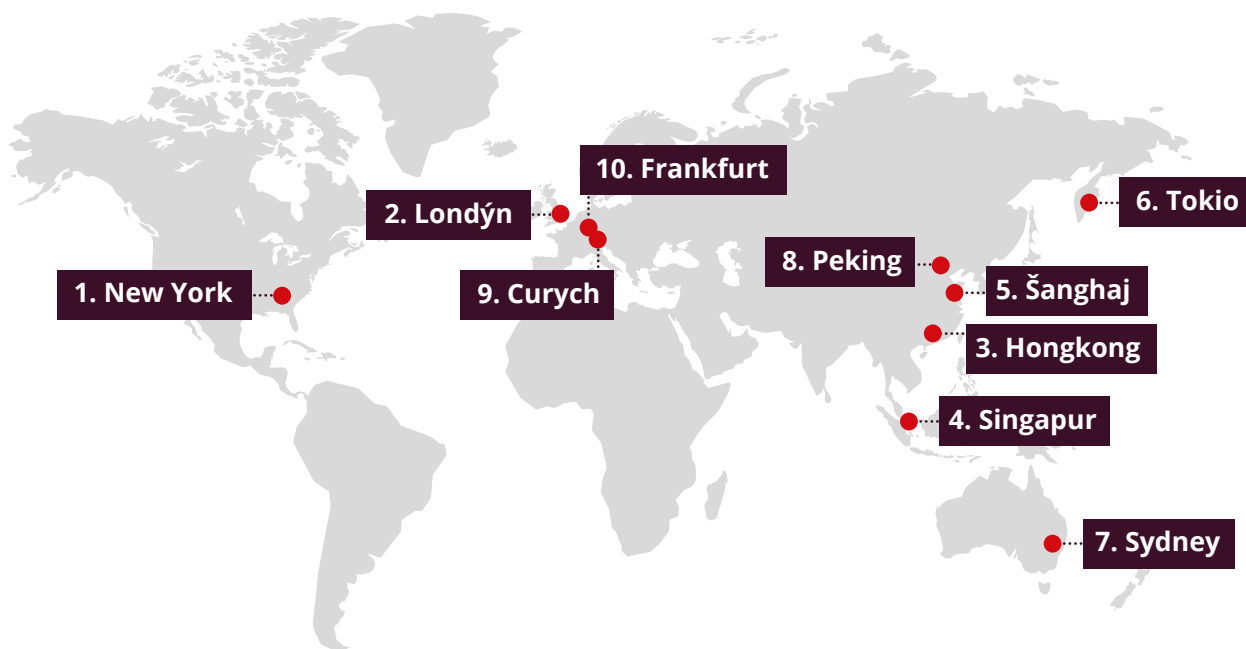 10. Frankfurt
2. Londýn
6. Tokio
8. Peking
1. New York
9. Curych
5. Šanghaj
3. Hongkong
4. Singapur
7. Sydney